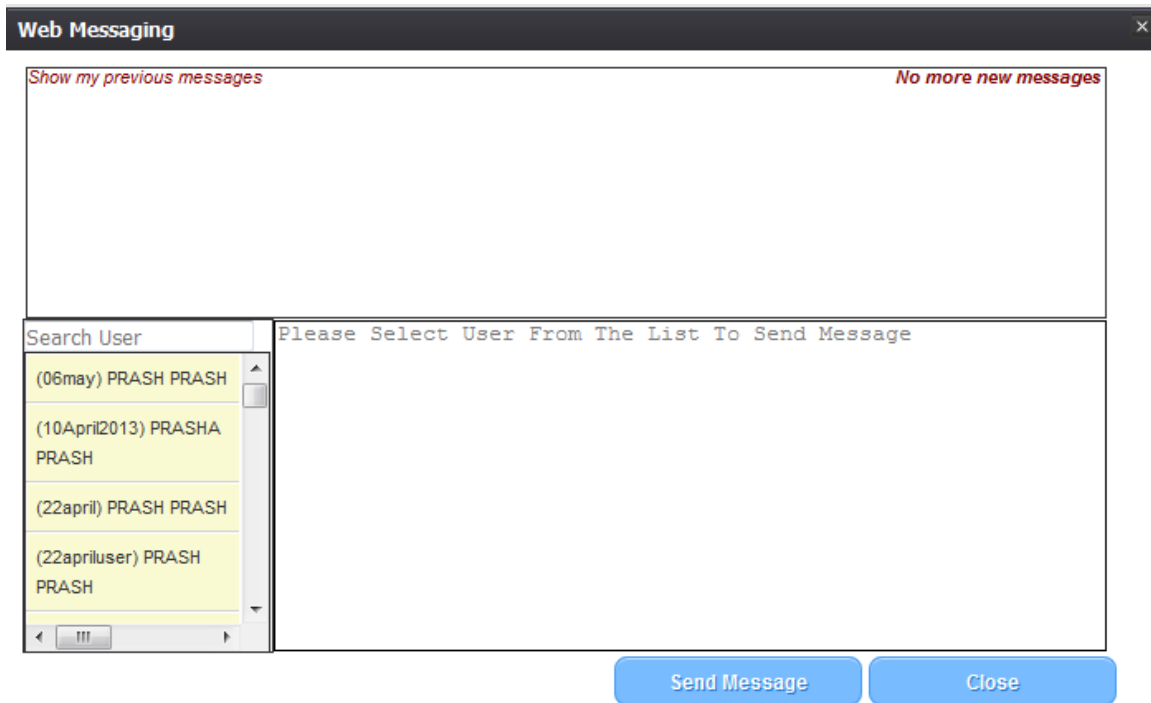 Web Messaging
Show my previous messages
No more new messages
Search User
Please Select User From The List To Send Message
(06may) PRASH PRASH
(10April2013) PRASHA
PRASH
(22april) PRASH PRASH
(22apriluser) PRASH
PRASH
Send Message
Close